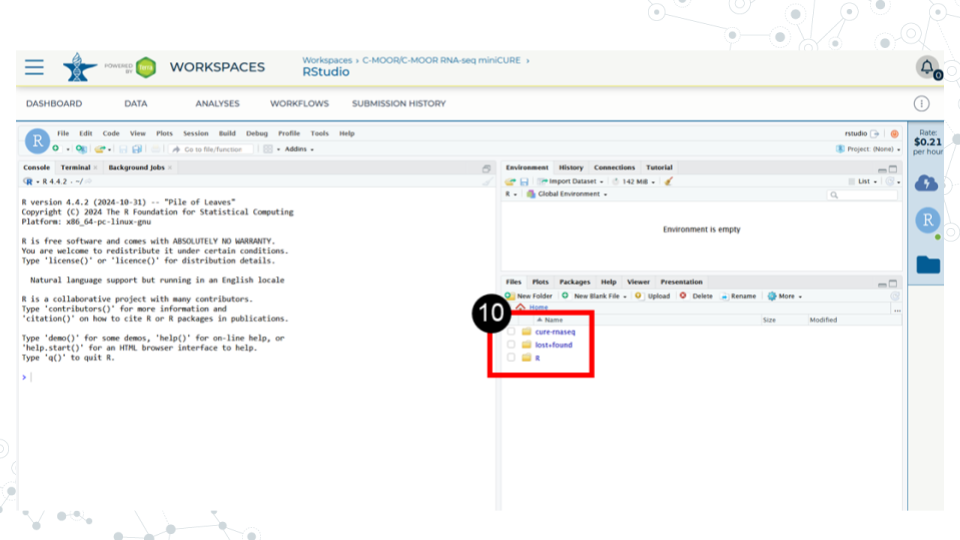 POWERED BY terra
WORKSPACES
Workspaces › C-MOOR/C-MOOR RNA-seq miniCURE ›
RStudio
0
DASHBOARD DATA ANALYSES WORKFLOWS SUBMISSION HISTORY
R File Edit Code View Plots Session Build Debug Profile Tools Help
rstudio
Go to file/function Addins
Project: (None)
Rate:
$0.21
per hour
Console Terminal × Background Jobs ×
R 4.4.2 · ~/
R version 4.4.2 (2024-10-31) -- "Pile of Leaves"
Copyright (C) 2024 The R Foundation for Statistical Computing
Platform: x86_64-pc-linux-gnu
R is free software and comes with ABSOLUTELY NO WARRANTY.
You are welcome to redistribute it under certain conditions.
Type 'license()' or 'licence()' for distribution details.
Natural language support but running in an English locale
R is a collaborative project with many contributors.
Type 'contributors()' for more information and
'citation()' on how to cite R or R packages in publications.
Type 'demo()' for some demos, 'help()' for on-line help, or
'help.start()' for an HTML browser interface to help.
Type 'q()' to quit R.
>
Environment History Connections Tutorial
Import Dataset 142 MiB List
R Global Environment
Environment is empty
R
Files Plots Packages Help Viewer Presentation
New Folder New Blank File Upload Delete Rename More
10
Home ...
Name Size Modified
cure-rnaseq
lost+found
R